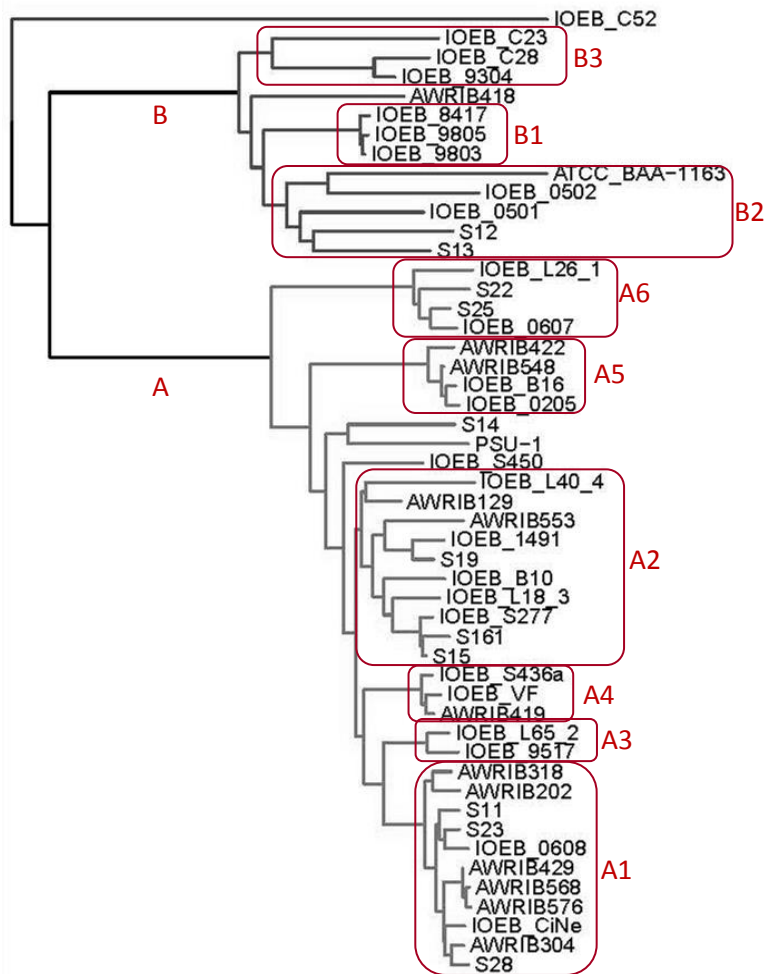 IOEB_C52
IOEB_C23
IOEB_C28
B3
IOEB_9304
AWRIB418
B
IOEB_8417
IOEB_9805
B1
IOEB_9803
ATCC_BAA-1163
IOEB_0502
IOEB_0501
B2
S12
S13
IOEB_L26_1
S22
A6
S25
IOEB_0607
AWRIB422
AWRIB548
A5
IOEB_B16
A
IOEB_0205
S14
PSU-1
IOEB_S450
IOEB_L40_4
AWRIB129
AWRIB553
IOEB_1491
S19
A2
IOEB_B10
IOEB_L18_3
IOEB_S277
S161
S15
IOEB_S436a
IOEB_VF
A4
AWRIB419
IOEB_L65_2
A3
IOEB_9517
AWRIB318
AWRIB202
S11
S23
IOEB_0608
AWRIB429
A1
AWRIB568
AWRIB576
IOEB_CiNe
AWRIB304
S28